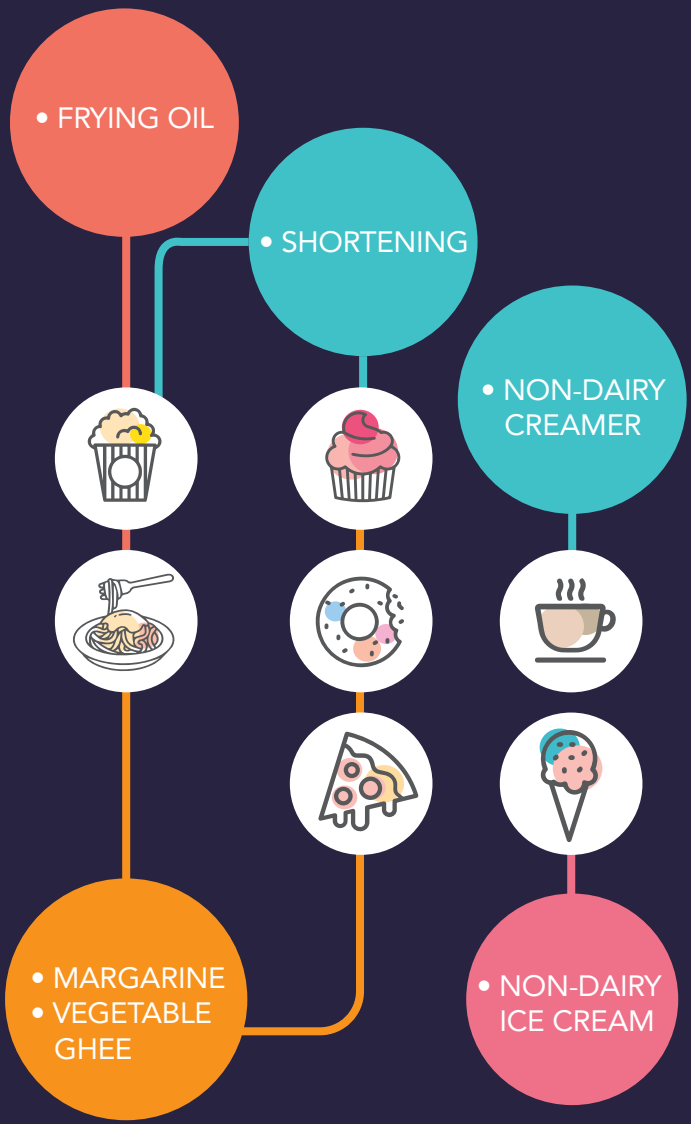 • FRYING OIL
• SHORTENING
• NON-DAIRY
CREAMER
• MARGARINE
• VEGETABLE
GHEE
• NON-DAIRY
ICE CREAM